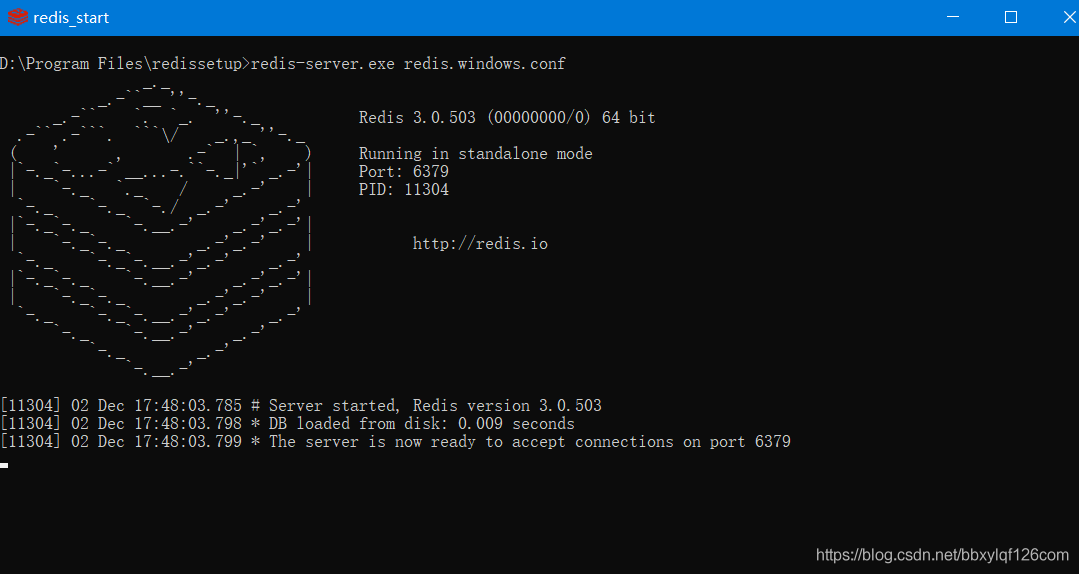 redis_start
D:\Program Files\redissetup>redis-server.exe redis.windows.conf
Redis 3.0.503 (00000000/0) 64 bit
Running in standalone mode
Port: 6379
PID: 11304
http://redis.io
[11304] 02 Dec 17:48:03.785 # Server started, Redis version 3.0.503
[11304] 02 Dec 17:48:03.798 * DB loaded from disk: 0.009 seconds
[11304] 02 Dec 17:48:03.799 * The server is now ready to accept connections on port 6379
https://blog.csdn.net/bbxylqf126com